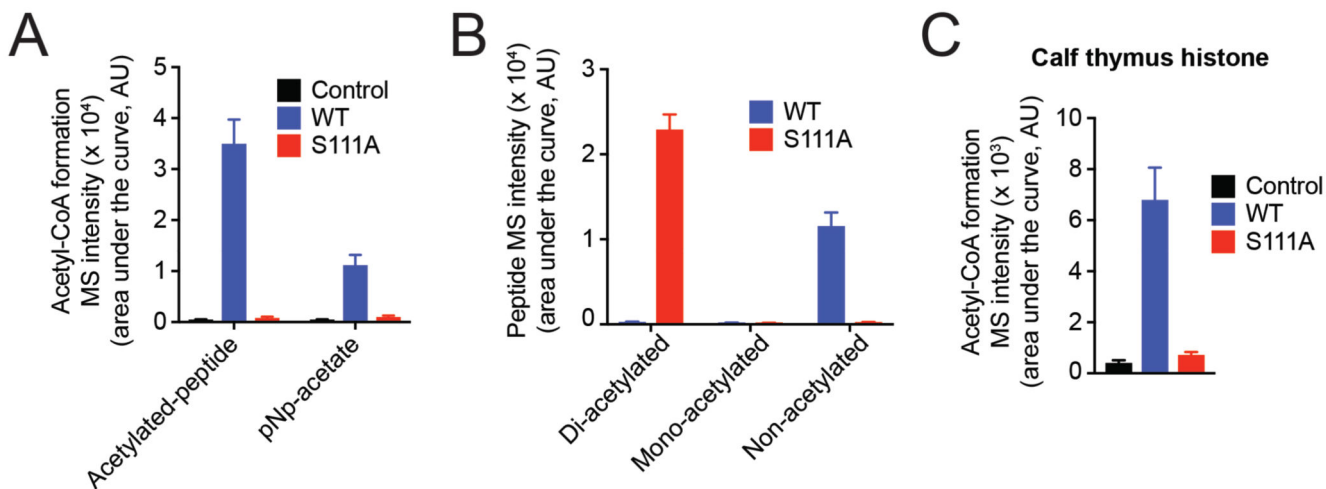 A
Acetyl-CoA formation
MS intensity (x 10⁴)
(area under the curve, AU)
5
4
3
2
1
0
Control
WT
S111A
Acetylated-peptide
pNp-acetate
B
Peptide MS intensity (x 10⁴)
(area under the curve, AU)
3
2
1
0
WT
S111A
Di-acetylated
Mono-acetylated
Non-acetylated
C
Calf thymus histone
Acetyl-CoA formation
MS intensity (x 10³)
(area under the curve, AU)
10
8
6
4
2
0
Control
WT
S111A